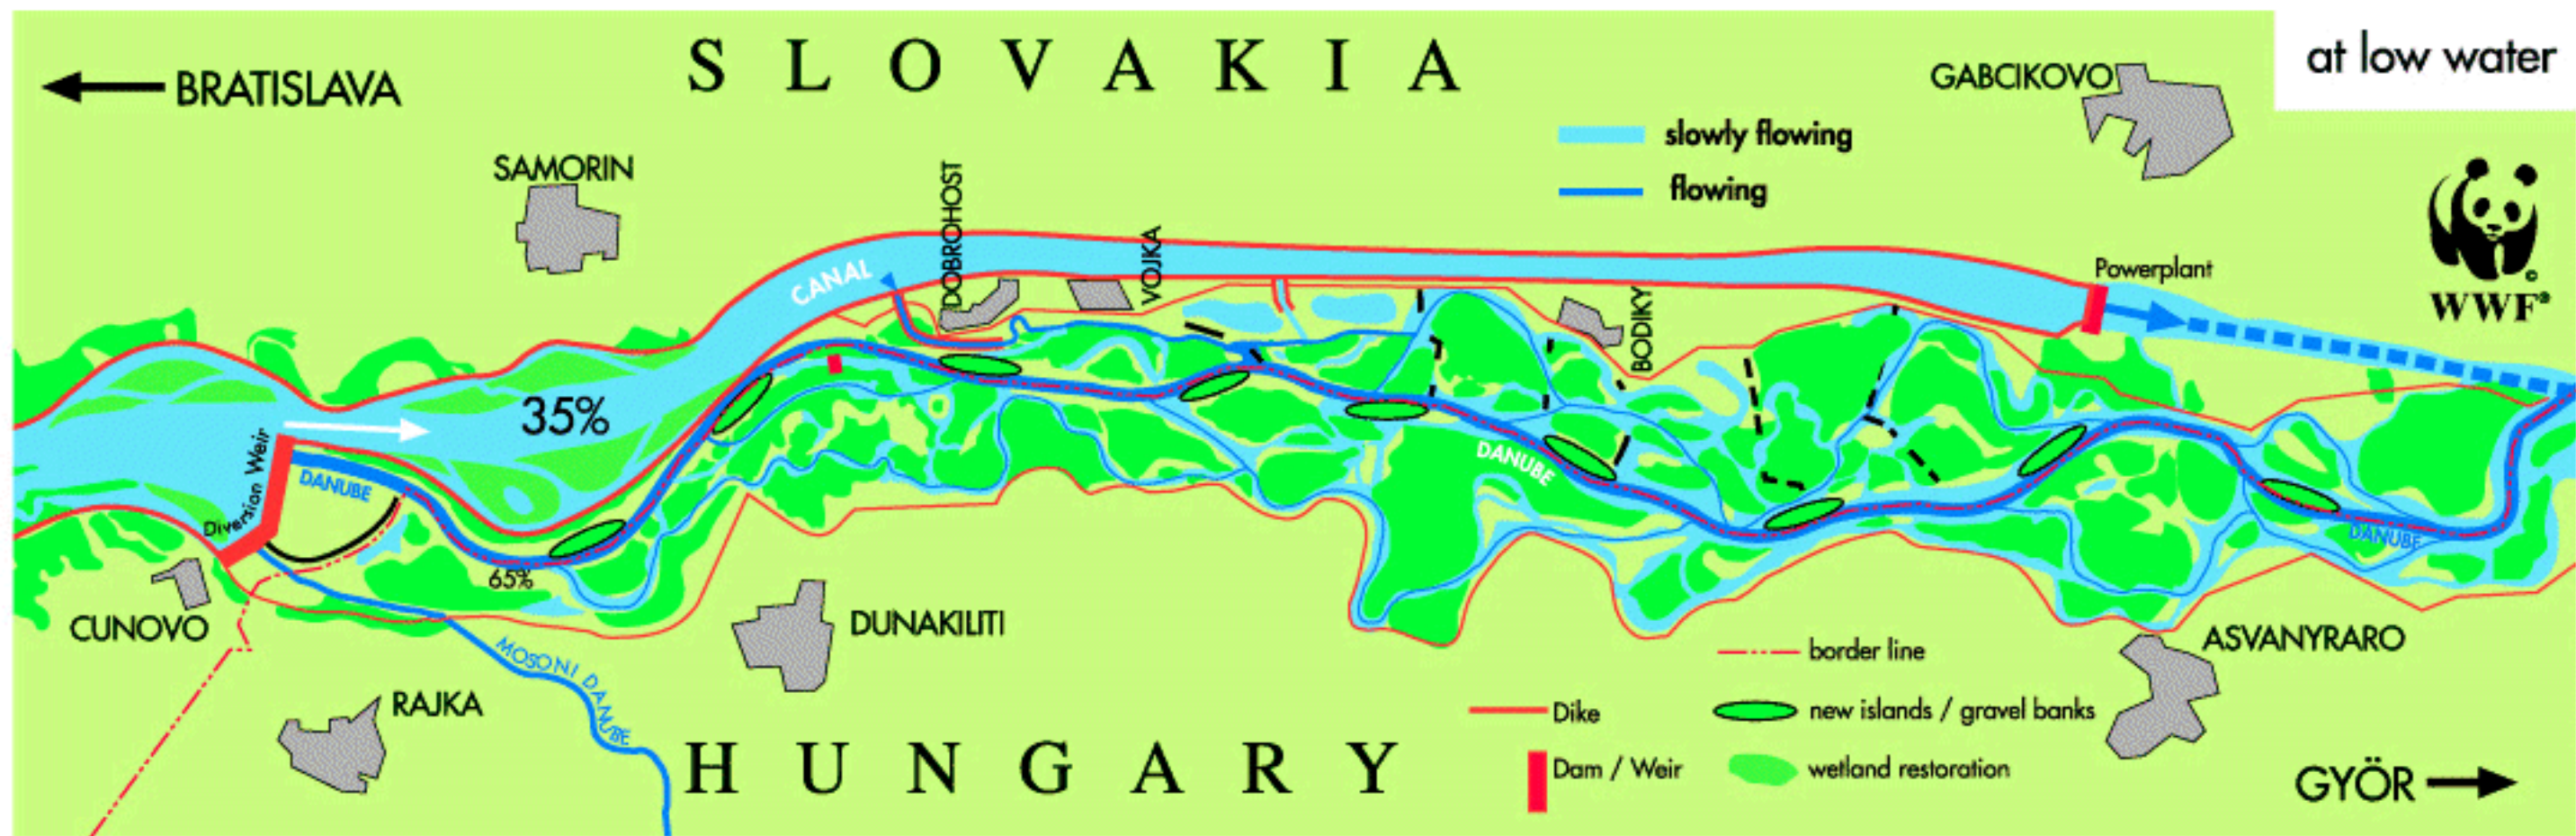 S L O V A K I A
at low water
BRATISLAVA
GABCIKOVO
slowly flowing
SAMORIN
flowing
DOBROHOST
VOJKA
CANAL
Powerplant
©
WWF®
BODIKY
35%
Diversion Weir
DANUBE
DANUBE
DANUBE
65%
CUNOVO
DUNAKILITI
ASVANYRARO
MOSONI DANUBE
border line
RAJKA
Dike
new islands / gravel banks
H U N G A R Y
Dam / Weir
wetland restoration
GYÖR